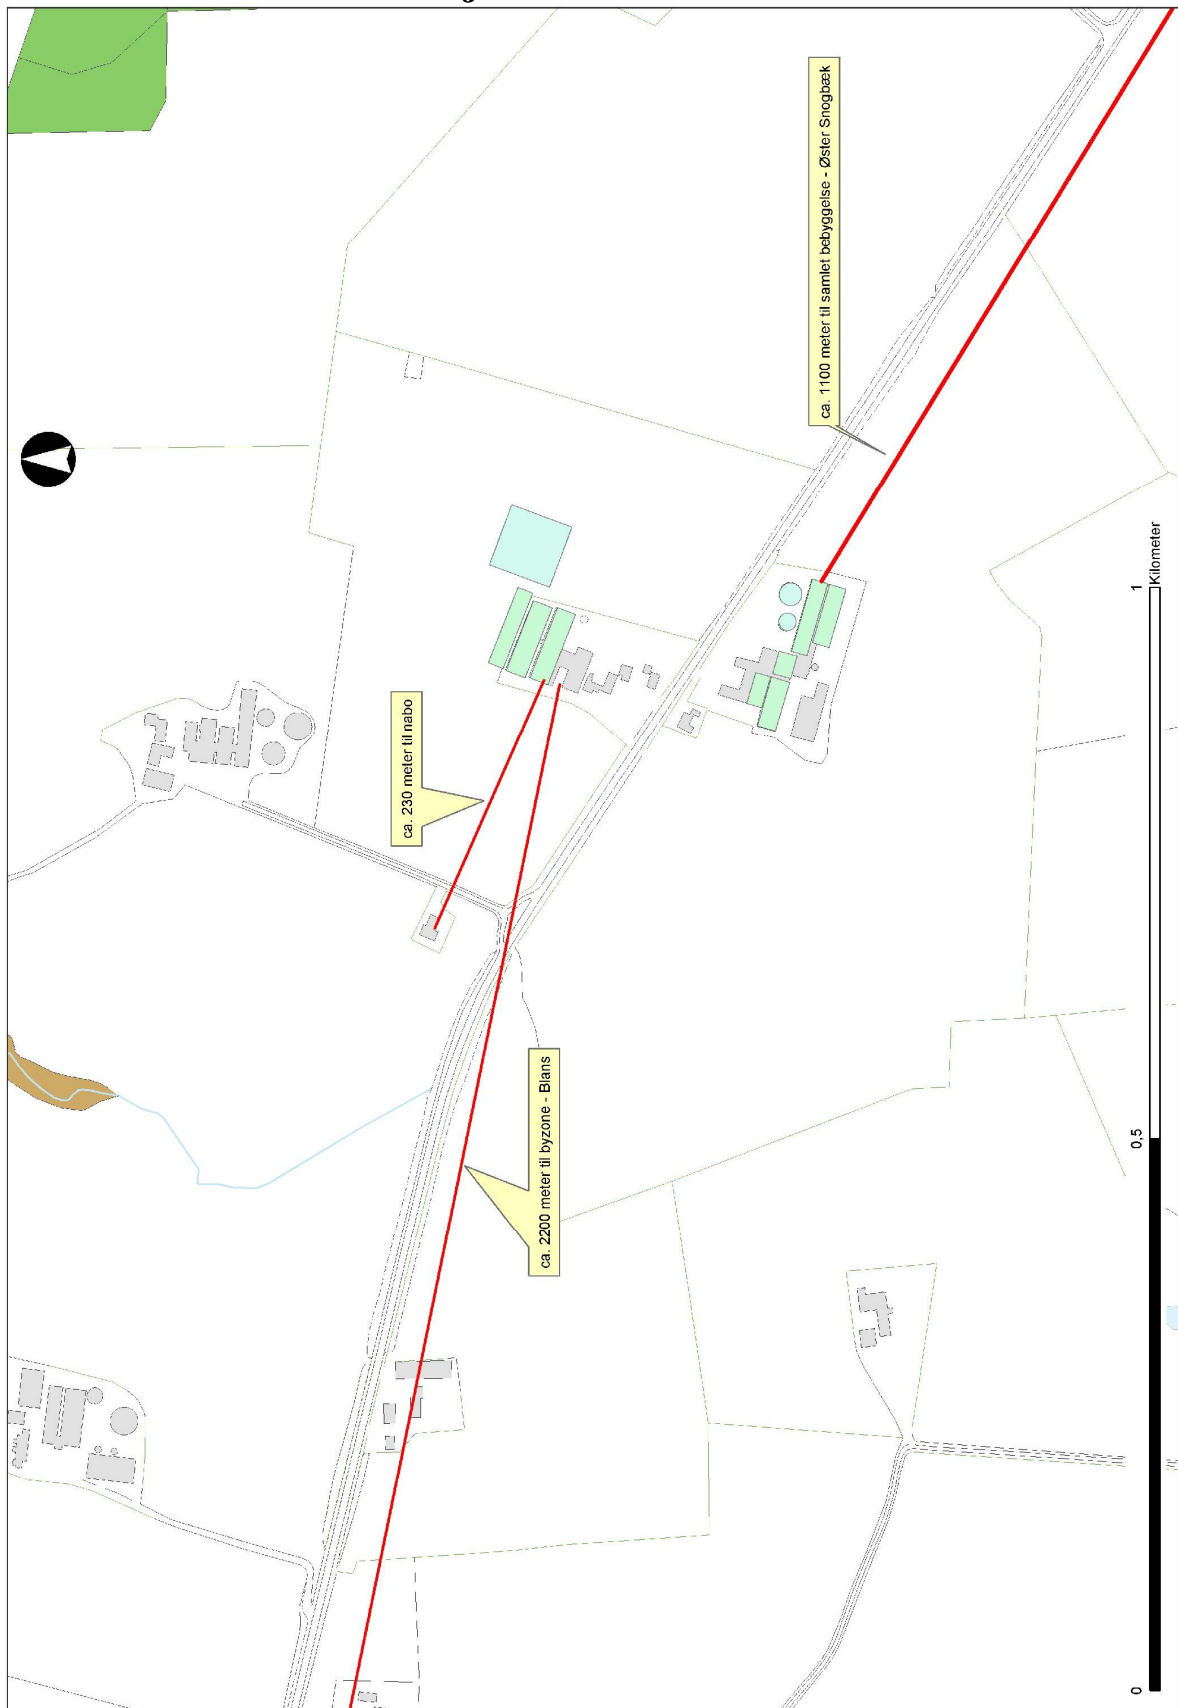 ca. 1100 meter til samlet bebyggelse - Øster Snogbæk
ca. 230 meter til nabo
ca. 2200 meter til byzone - Blans
0
0,5
1
Kilometer